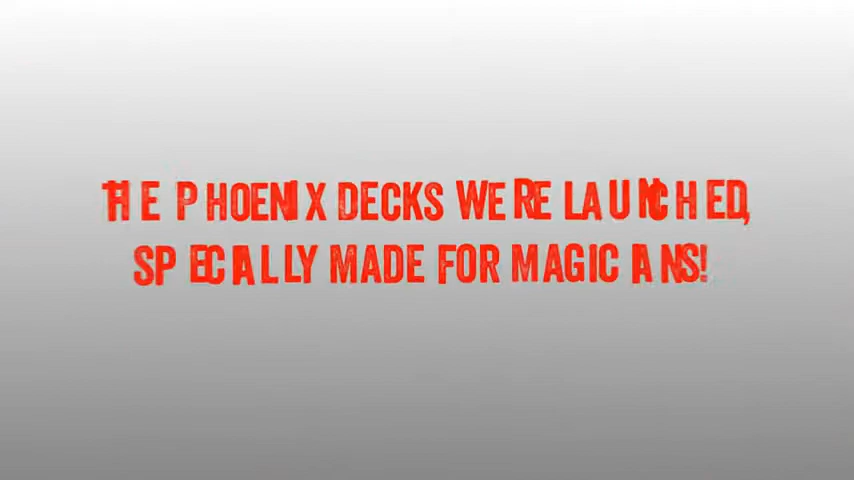 THE PHOENIX DECKS WERE LAUNCHED,
SPECIALLY MADE FOR MAGICIANS!